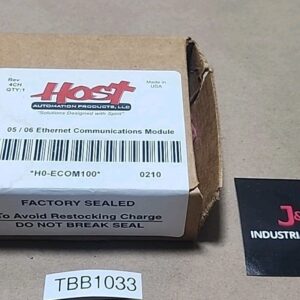 Rev
4CH
QTY:1
Host
AUTOMATION PRODUCTS, LLC
"Solutions Designed with Spirit"
Made in
USA
05 / 06 Ethernet Communications Module
*H0-ECOM100*
0210
FACTORY SEALED
To Avoid Restocking Charge
DO NOT BREAK SEAL
TBB1033
J&
INDUSTRIA